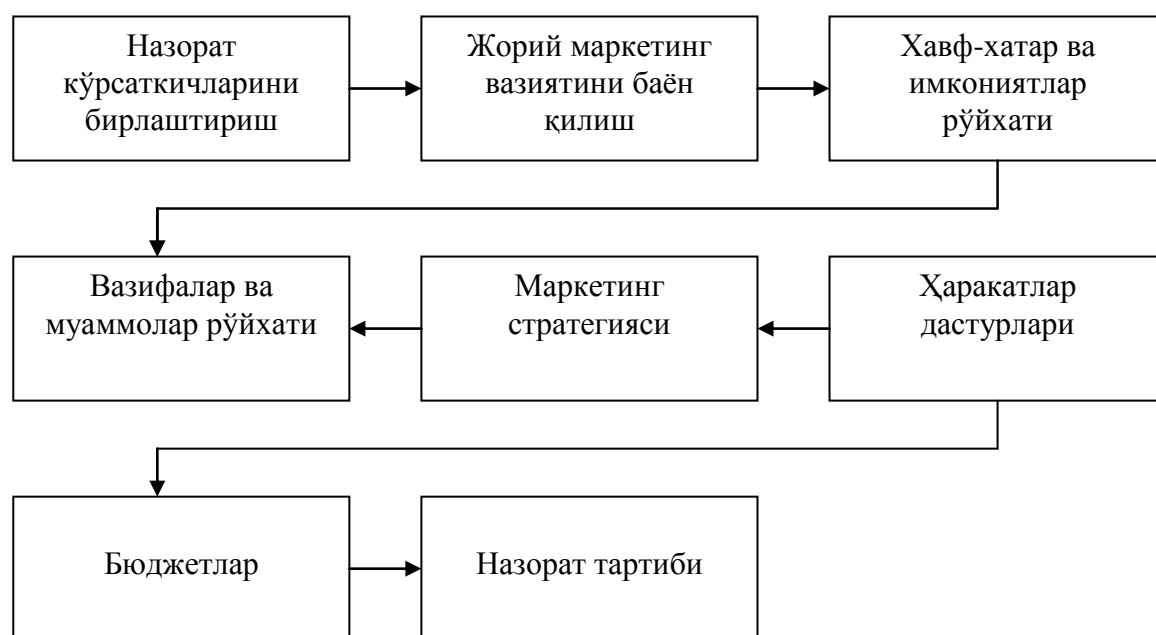 Назорат
кўрсаткичларини
бирлаштириш
Жорий маркетинг
вазиятини баён
қилиш
Хавф-хатар ва
имкониятлар
рўйхати
Вазифалар ва
муаммолар рўйхати
Маркетинг
стратегияси
Ҳаракатлар
дастурлари
Бюджетлар
Назорат тартиби